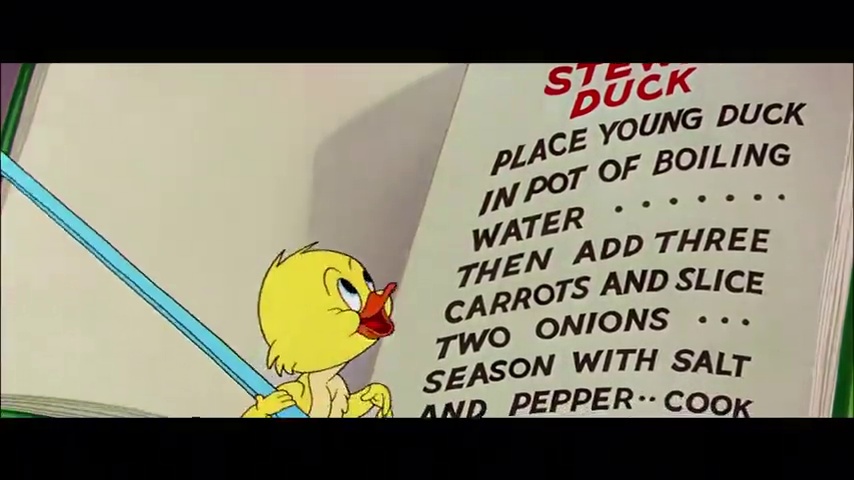 DUCK
PLACE YOUNG DUCK
IN POT OF BOILING
WATER ........
THEN ADD THREE
CARROTS AND SLICE
TWO ONIONS ...
SEASON WITH SALT
AND PEPPER.. COOK